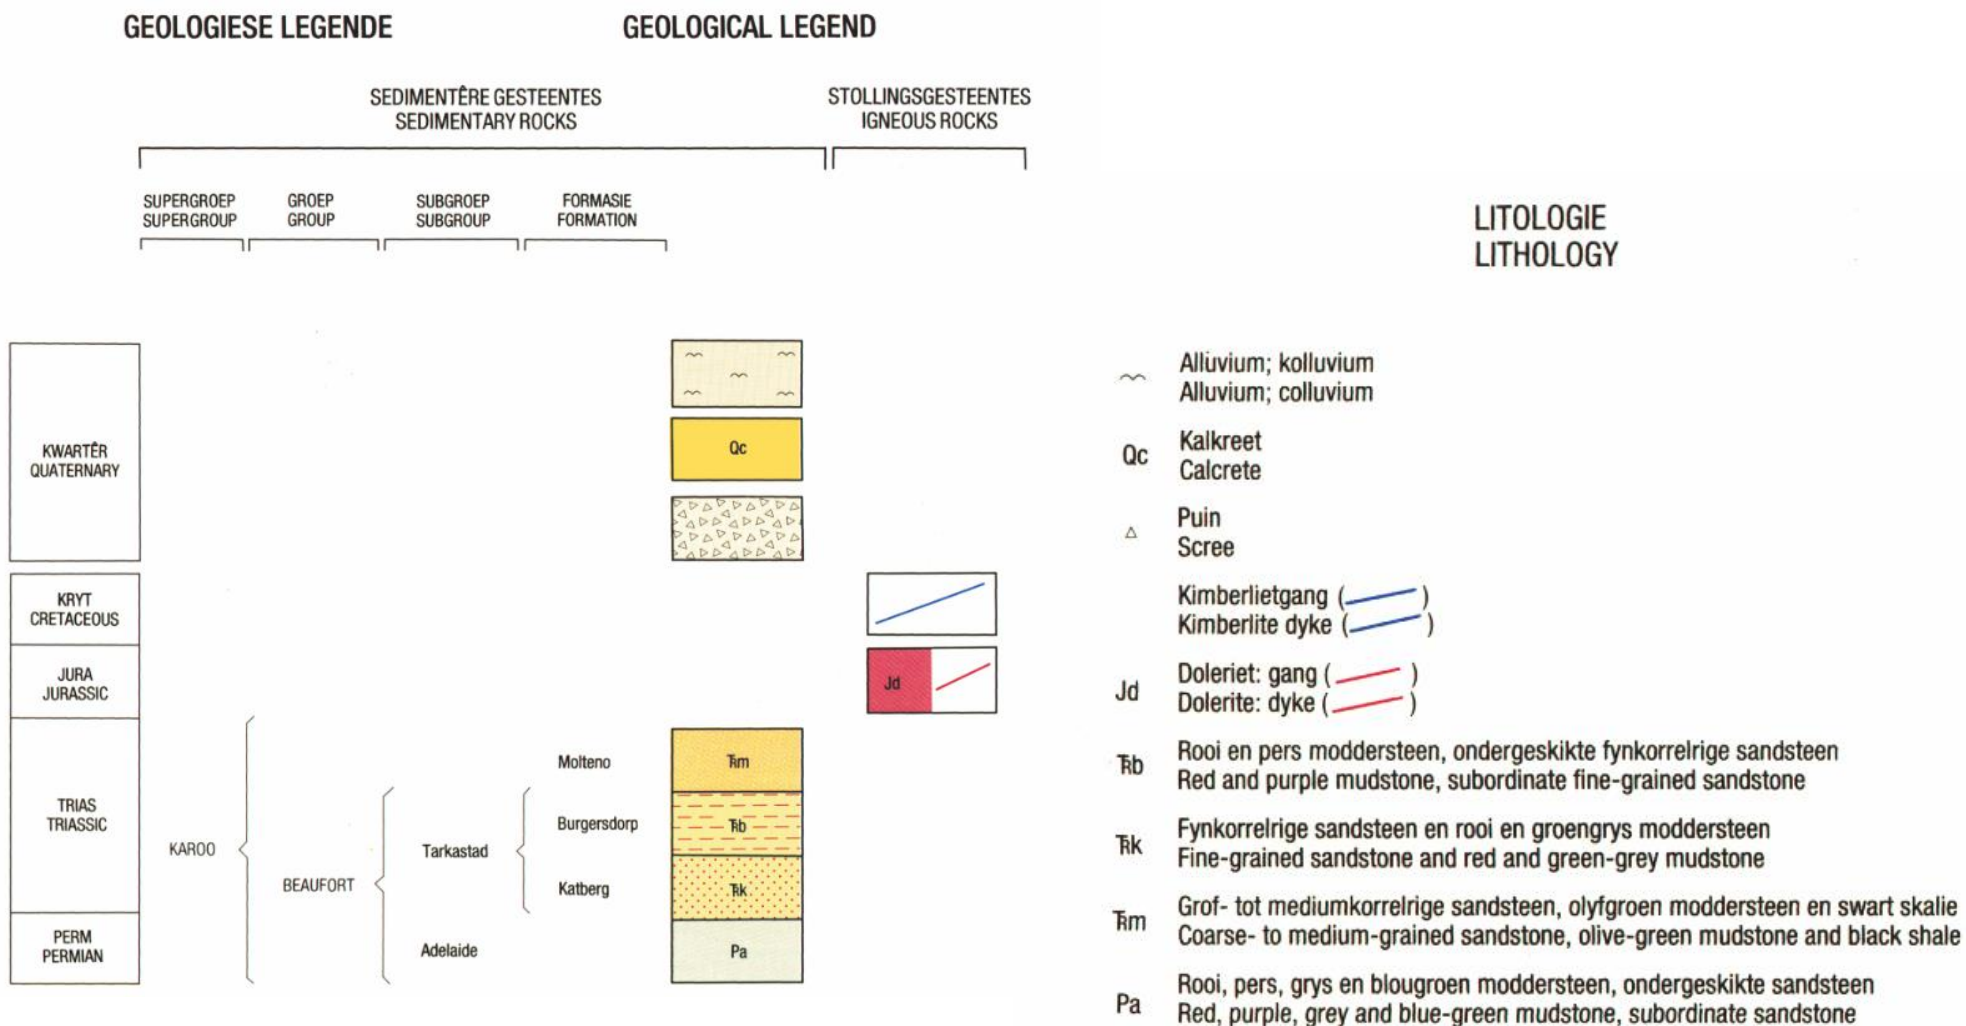 GEOLOGIESE LEGENDE
GEOLOGICAL LEGEND
SEDIMENTÊRE GESTEENTES
SEDIMENTARY ROCKS
STOLLINGSGESTEENTES
IGNEOUS ROCKS
SUPERGROEP
SUPERGROUP
GROEP
GROUP
SUBGROEP
SUBGROUP
FORMASIE
FORMATION
KWARTÊR
QUATERNARY
Qc
KRYT
CRETACEOUS
JURA
JURASSIC
Jd
TRIAS
TRIASSIC
KAROO
BEAUFORT
Tarkastad
Molteno
Burgersdorp
Katberg
Adelaide
Ꞧm
Ꞧb
Ꞧk
Pa
PERM
PERMIAN
LITOLOGIE
LITHOLOGY
Alluvium; kolluvium
Alluvium; colluvium
Qc
Kalkreet
Calcrete
Puin
Scree
Kimberlietgang ( )
Kimberlite dyke ( )
Jd
Doleriet: gang ( )
Dolerite: dyke ( )
Ꞧb
Rooi en pers moddersteen, ondergeskikte fynkorrelrige sandsteen
Red and purple mudstone, subordinate fine-grained sandstone
Ꞧk
Fynkorrelrige sandsteen en rooi en groengrys moddersteen
Fine-grained sandstone and red and green-grey mudstone
Ꞧm
Grof- tot mediumkorrelrige sandsteen, olyfgroen moddersteen en swart skalie
Coarse- to medium-grained sandstone, olive-green mudstone and black shale
Pa
Rooi, pers, grys en blougroen moddersteen, ondergeskikte sandsteen
Red, purple, grey and blue-green mudstone, subordinate sandstone